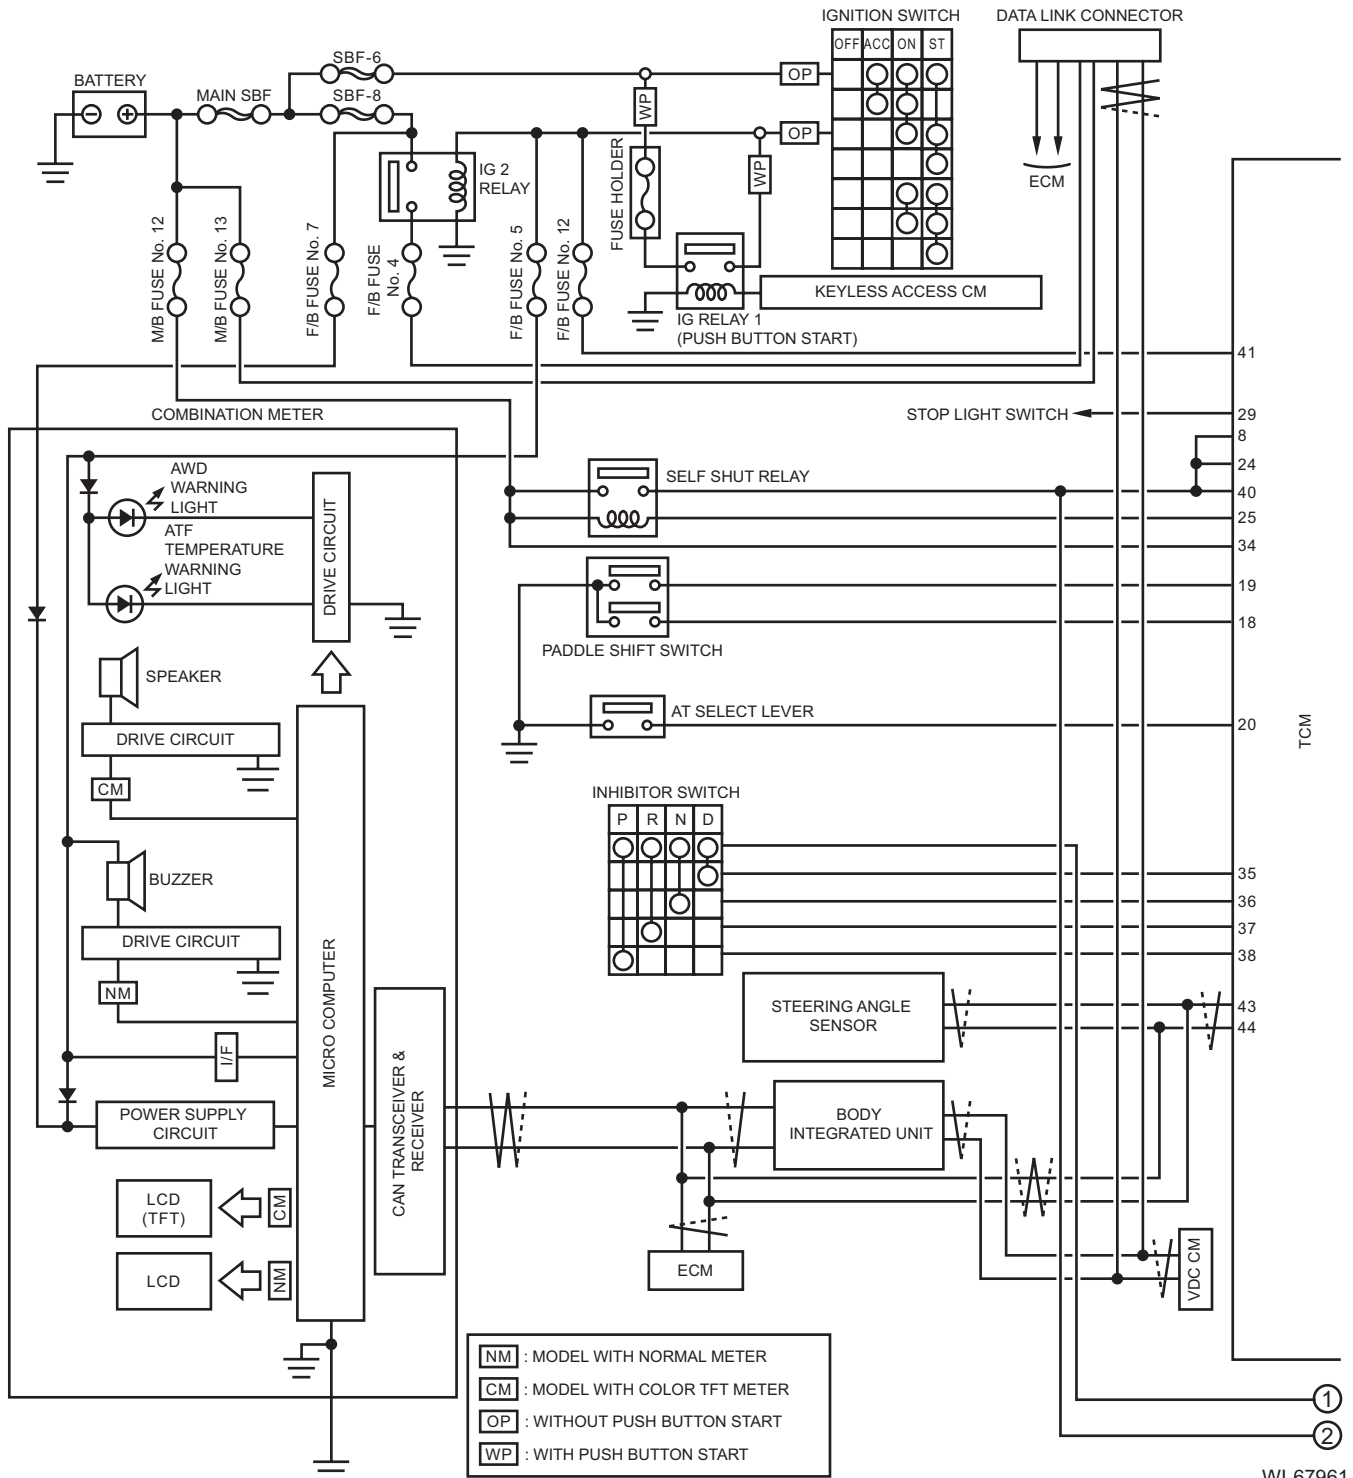 IGNITION SWITCH
DATA LINK CONNECTOR
OFF ACC ON ST
BATTERY
MAIN SBF
SBF-6
SBF-8
OP
WP
OP
WP
FUSE HOLDER
IG 2
RELAY
ECM
M/B FUSE No. 12
M/B FUSE No. 13
F/B FUSE No. 7
F/B FUSE
No. 4
F/B FUSE No. 5
F/B FUSE No. 12
KEYLESS ACCESS CM
IG RELAY 1
(PUSH BUTTON START)
41
COMBINATION METER
STOP LIGHT SWITCH
29
8
24
40
25
34
19
18
20
TCM
AWD
WARNING
LIGHT
ATF
TEMPERATURE
WARNING
LIGHT
DRIVE CIRCUIT
SELF SHUT RELAY
PADDLE SHIFT SWITCH
AT SELECT LEVER
SPEAKER
DRIVE CIRCUIT
CM
BUZZER
DRIVE CIRCUIT
NM
I/F
MICRO COMPUTER
POWER SUPPLY
CIRCUIT
CAN TRANSCEIVER &
RECEIVER
LCD
(TFT)
CM
LCD
NM
INHIBITOR SWITCH
P R N D
35
36
37
38
STEERING ANGLE
SENSOR
43
44
BODY
INTEGRATED UNIT
ECM
VDC CM
NM : MODEL WITH NORMAL METER
CM : MODEL WITH COLOR TFT METER
OP : WITHOUT PUSH BUTTON START
WP : WITH PUSH BUTTON START
1
2
WI-67961